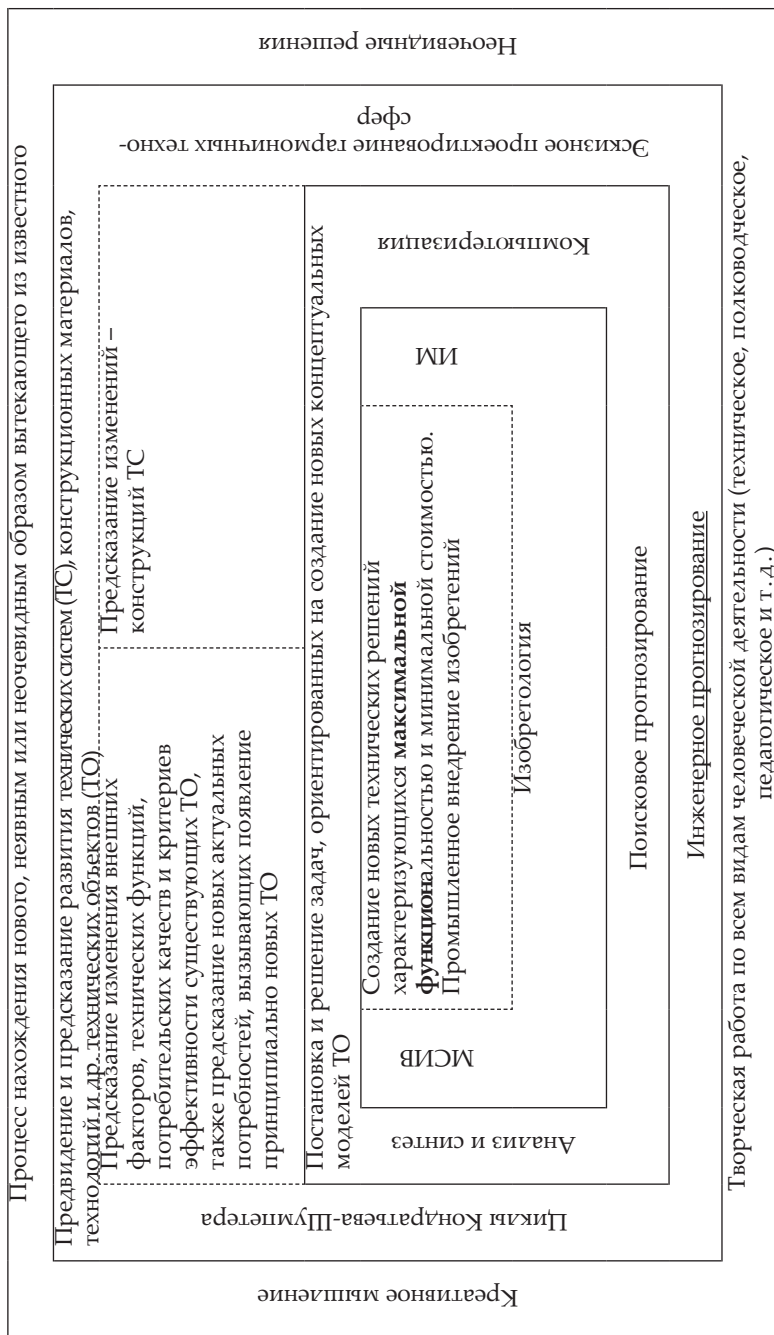 Процесс нахождения нового, неявным или неочевидным образом вытекающего из известного
Креативное мышление
Неочевидные решения
Предвидение и предсказание развития технических систем (ТС), конструкционных материалов,
технологий и др. технических объектов (ТО)
Циклы Кондратьева-Шумпетера
Эскизное проектирование гармоничных техно-
сфер
Предсказание изменения внешних
факторов, технических функций,
потребительских качеств и критериев
эффективности существующих ТО,
также предсказание новых актуальных
потребностей, вызывающих появление
принципиально новых ТО
Предсказание изменений –
конструкций ТС
Постановка и решение задач, ориентированных на создание новых концептуальных
моделей ТО
Анализ и синтез
Компьютеризация
МСИВ
ИМ
Создание новых технических решений
характеризующихся максимальной
функциональностью и минимальной стоимостью.
Промышленное внедрение изобретений
Изобретология
Поисковое прогнозирование
Инженерное прогнозирование
Творческая работа по всем видам человеческой деятельности (техническое, полководческое,
педагогическое и т.д.)